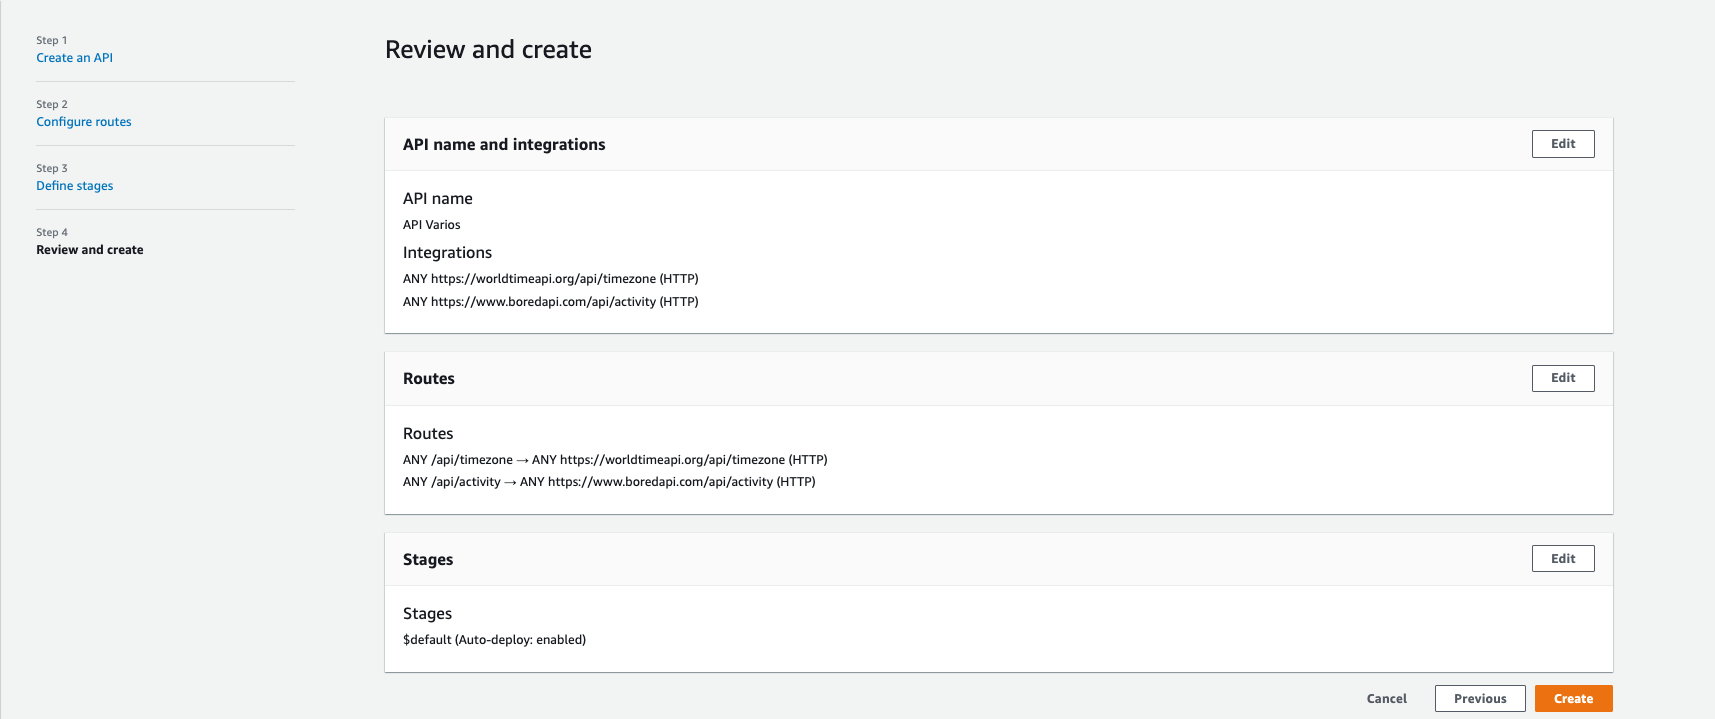 Step 1
Create an API
Step 2
Configure routes
Step 3
Define stages
Step 4
Review and create
Review and create
API name and integrations
Edit
API name
API Varios
Integrations
ANY https://worldtimeapi.org/api/timezone (HTTP)
ANY https://www.boredapi.com/api/activity (HTTP)
Routes
Edit
Routes
ANY /api/timezone → ANY https://worldtimeapi.org/api/timezone (HTTP)
ANY /api/activity → ANY https://www.boredapi.com/api/activity (HTTP)
Stages
Edit
Stages
$default (Auto-deploy: enabled)
Cancel Previous Create